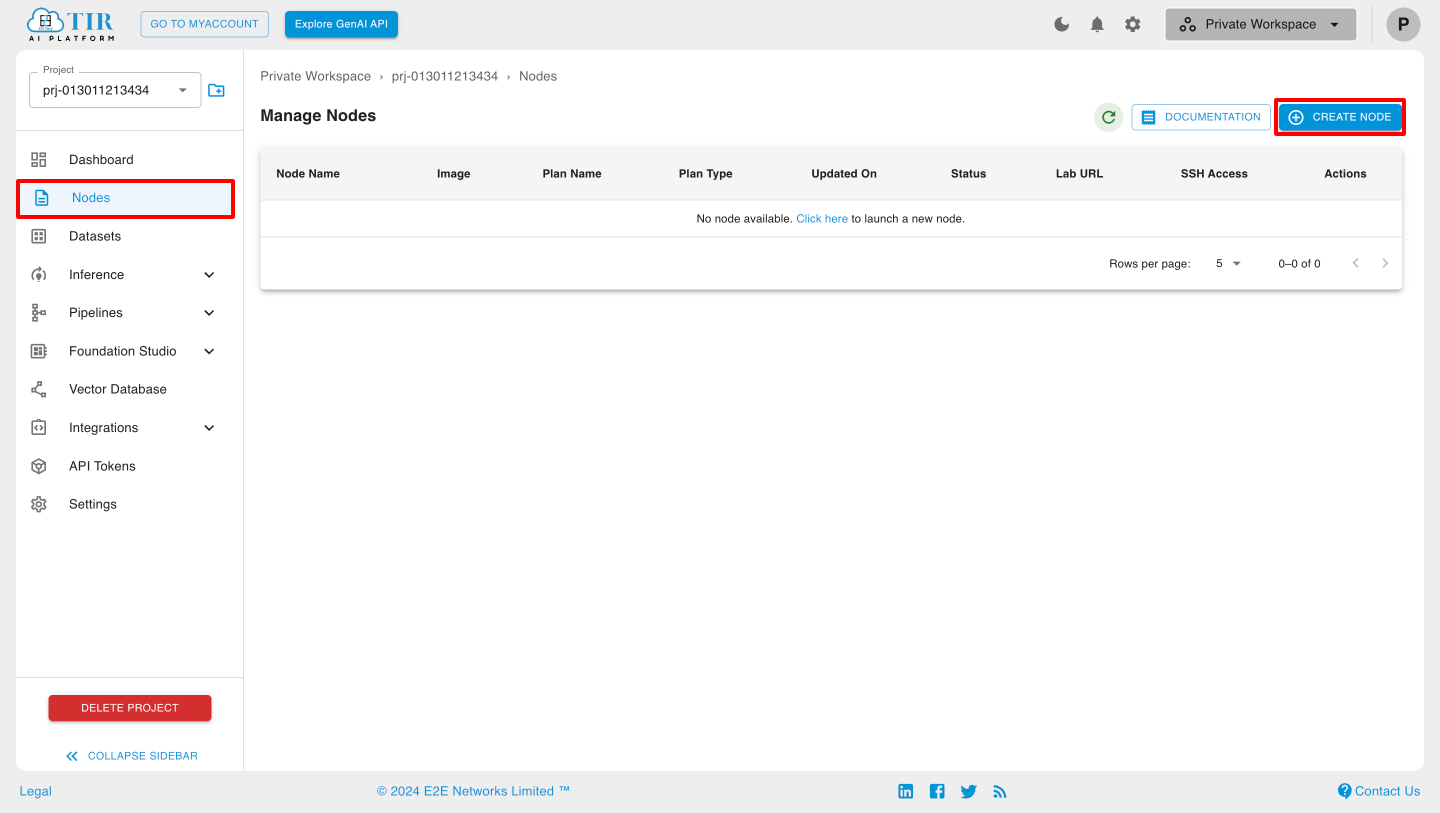 TIR
AI PLATFORM
GO TO MYACCOUNT
Explore GenAI API
Private Workspace
P
Project
prj-013011213434
Dashboard
Nodes
Datasets
Inference
Pipelines
Foundation Studio
Vector Database
Integrations
API Tokens
Settings
DELETE PROJECT
COLLAPSE SIDEBAR
Private Workspace › prj-013011213434 › Nodes
Manage Nodes
DOCUMENTATION
CREATE NODE
Node Name Image Plan Name Plan Type Updated On Status Lab URL SSH Access Actions
No node available. Click here to launch a new node.
Rows per page: 5 0–0 of 0
Legal
© 2024 E2E Networks Limited ™
Contact Us